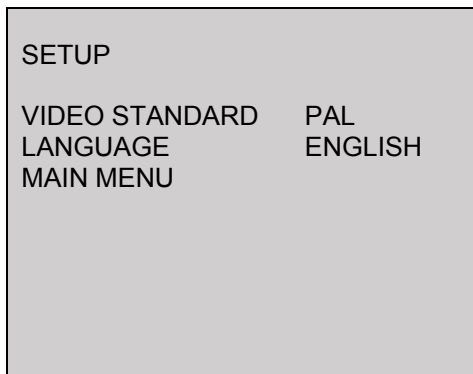 SETUP
VIDEO STANDARD PAL
LANGUAGE ENGLISH
MAIN MENU